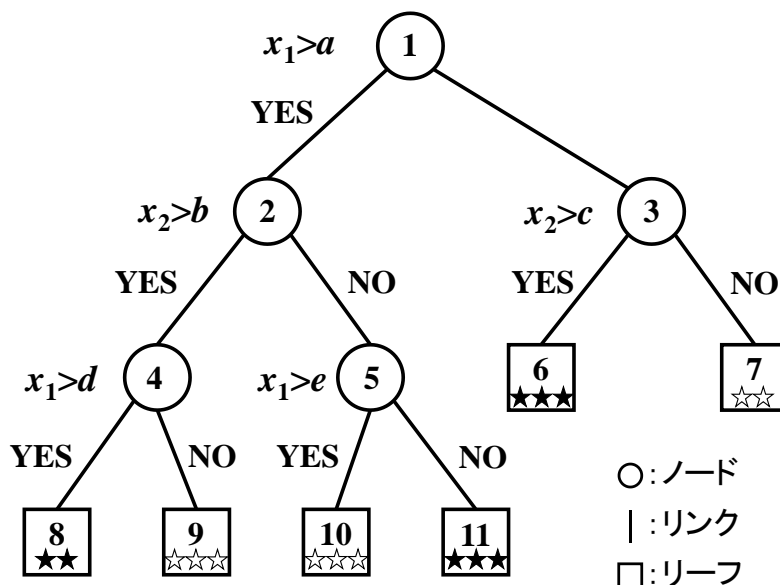 x1>a
1
YES
x2>b
2
x2>c
3
YES
NO
YES
NO
x1>d
4
x1>e
5
6
★★★
7
☆☆
YES
NO
YES
NO
8
★★
9
☆☆☆
10
☆☆☆
11
★★★
○:ノード
|:リンク
□:リーフ